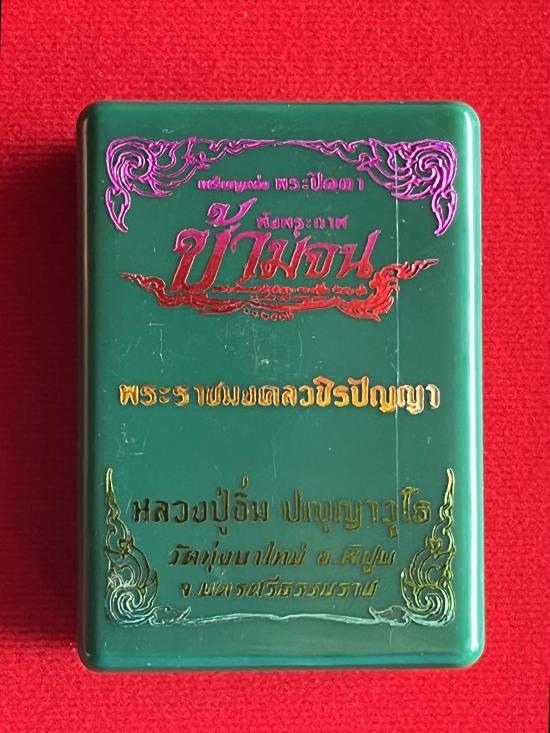 เหรียญหล่อ พระปิดตา
ห้อยพระกาศ
ข้ามจน
พระราชมงคลวชิรปัญญา
หลวงปู่อิ่ม ปญฺญาวุโธ
วัดทุ่งนาใหม่ อ.พิปูน
จ.นครศรีธรรมราช